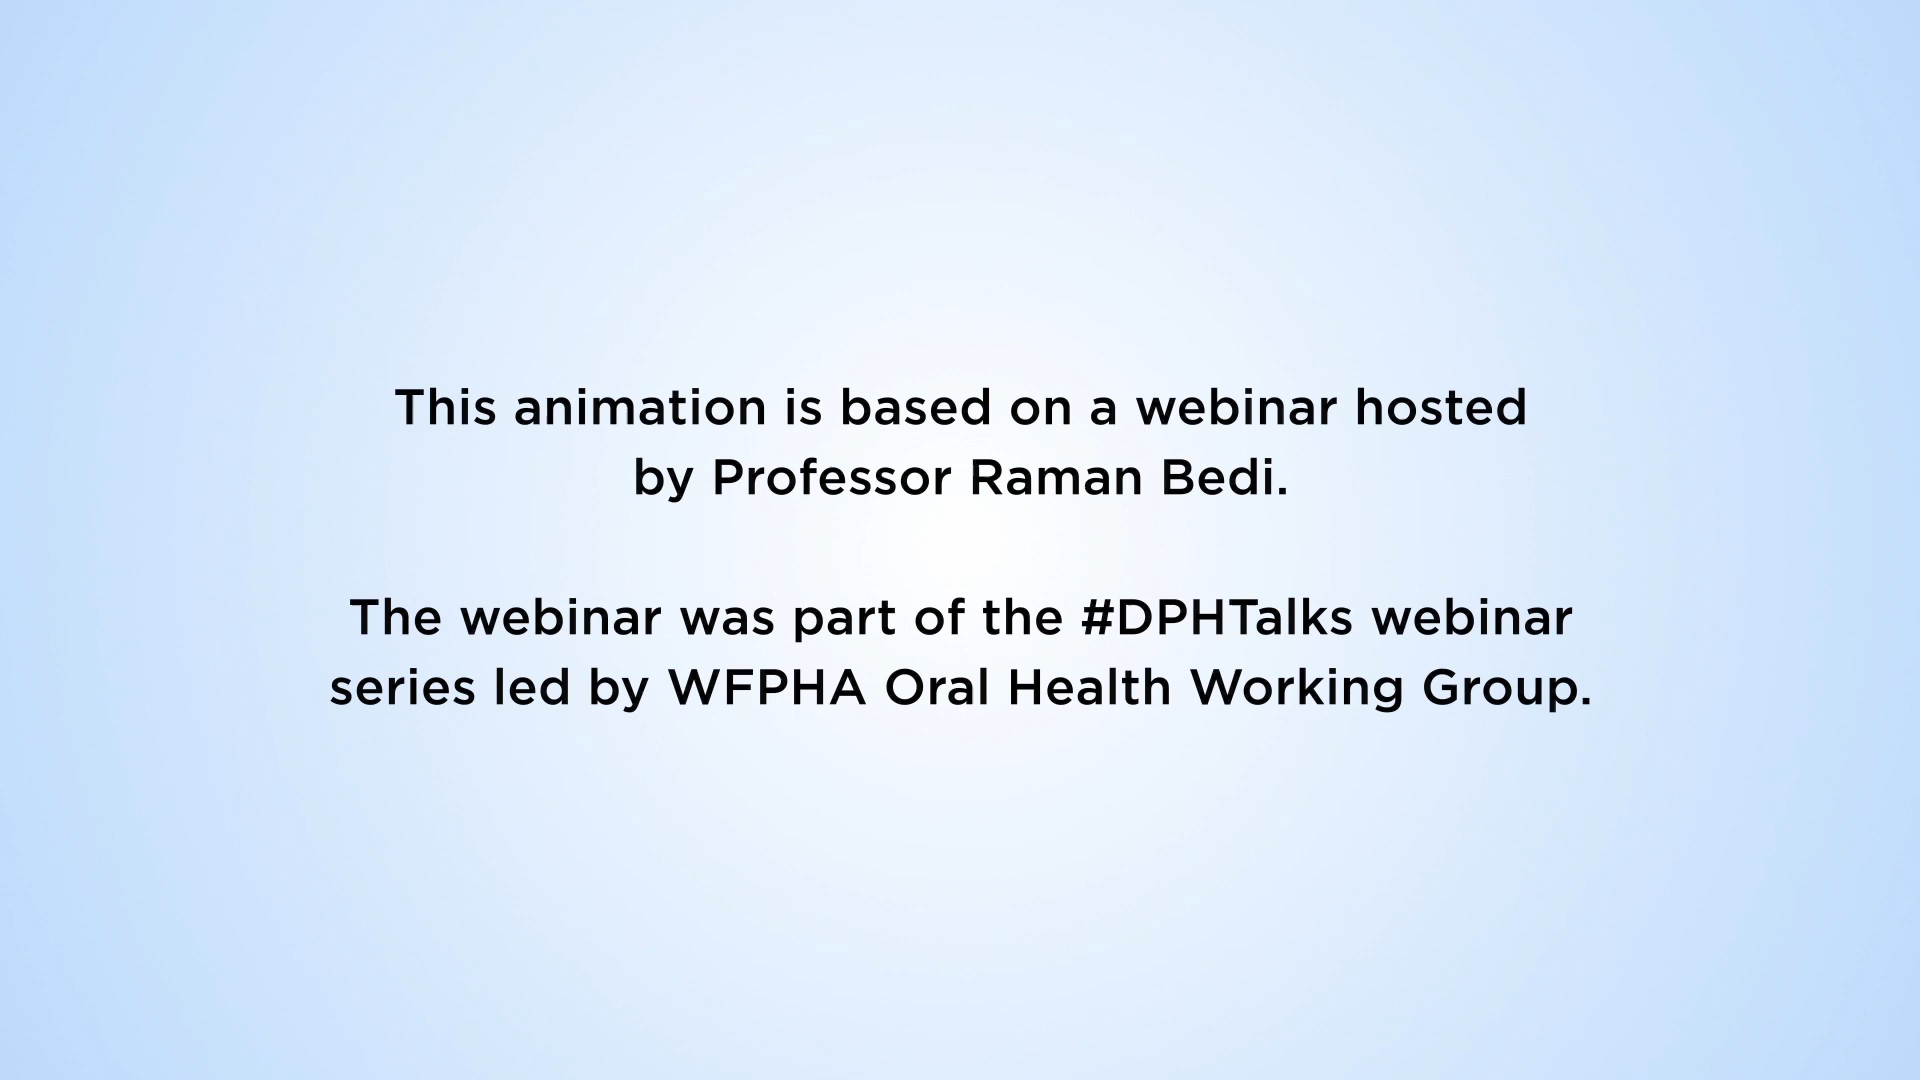 This animation is based on a webinar hosted
by Professor Raman Bedi.
The webinar was part of the #DPHTalks webinar
series led by WFPHA Oral Health Working Group.